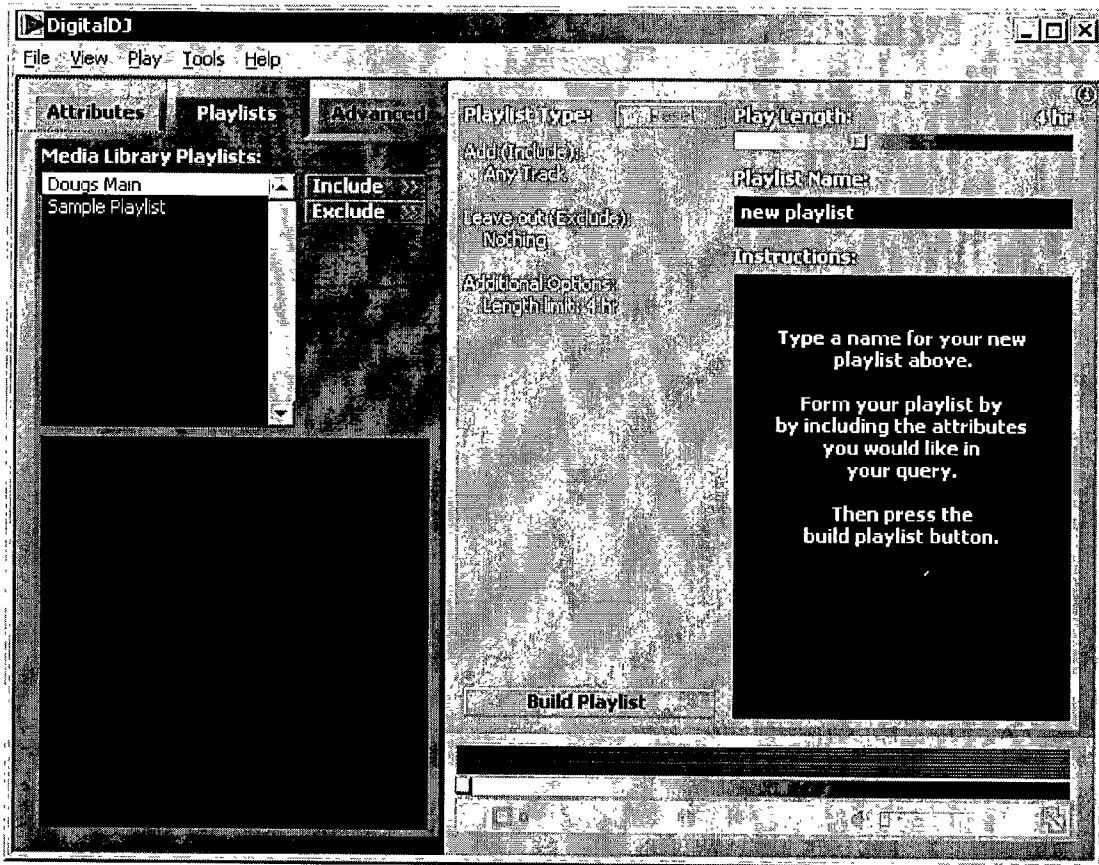 DigitalDJ
File View Play Tools Help
Attributes Playlists Advanced
Media Library Playlists:
Dougs Main
Sample Playlist
Include >>
Exclude >>
Playlist Type: Reset
Add (Include):
Any Track
Leave out (Exclude):
Nothing
Additional Options:
Length limit: 4 hr
Build Playlist
Play Length: 4 hr
Playlist Name:
new playlist
Instructions:
Type a name for your new
playlist above.
Form your playlist by
by including the attributes
you would like in
your query.
Then press the
build playlist button.